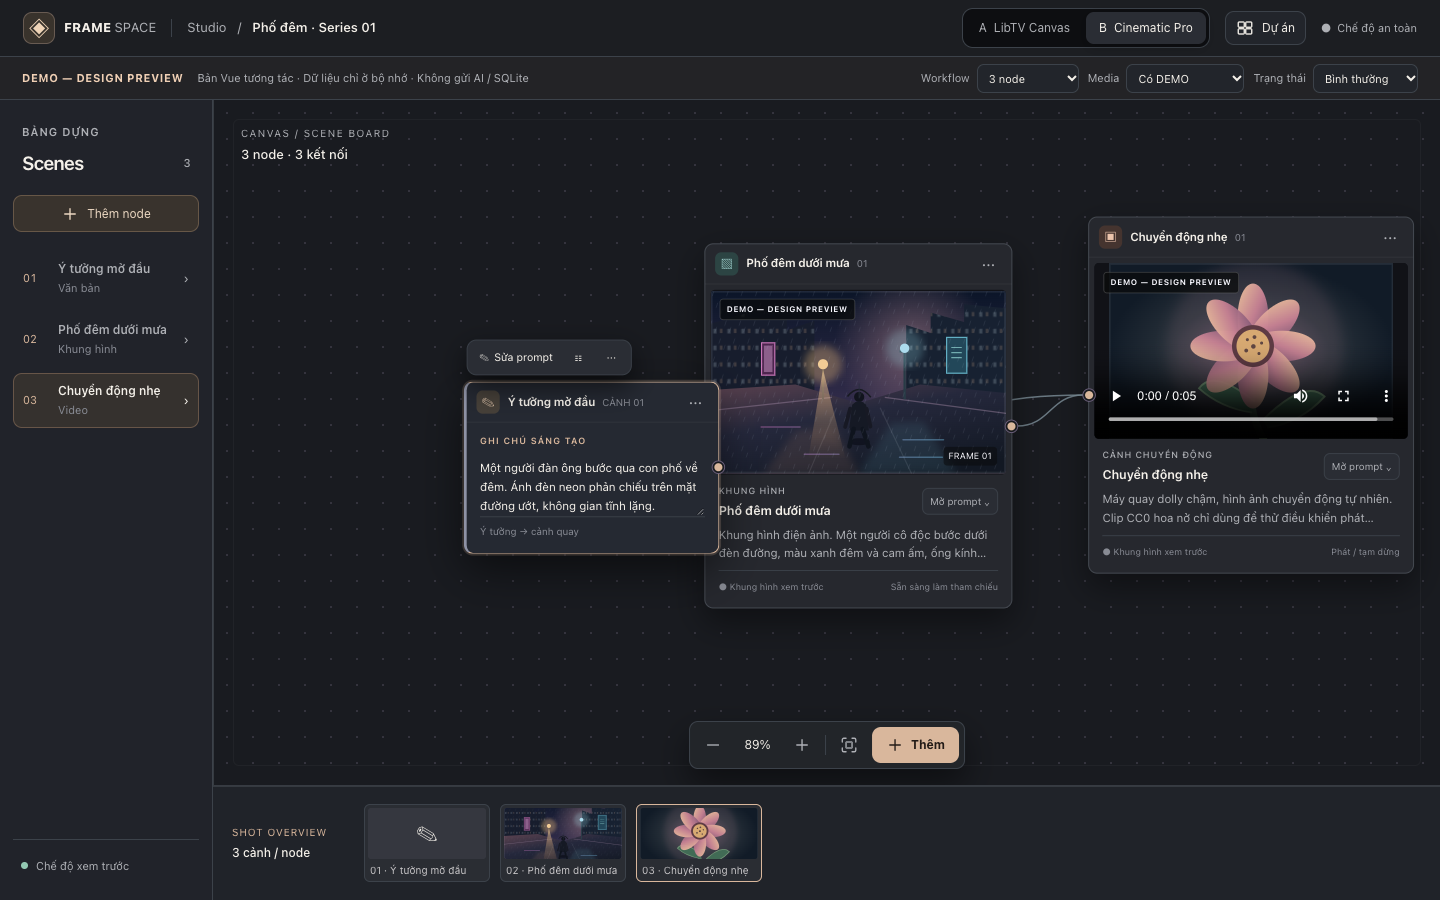 FRAME SPACE
Studio / Phố đêm · Series 01
A LibTV Canvas
B Cinematic Pro
Dự án
Chế độ an toàn
DEMO — DESIGN PREVIEW
Bản Vue tương tác · Dữ liệu chỉ ở bộ nhớ · Không gửi AI / SQLite
Workflow
3 node
Media
Có DEMO
Trạng thái
Bình thường
BẢNG DỰNG
Scenes
3
+ Thêm node
01
Ý tưởng mở đầu
Văn bản
02
Phố đêm dưới mưa
Khung hình
03
Chuyển động nhẹ
Video
Chế độ xem trước
CANVAS / SCENE BOARD
3 node · 3 kết nối
Sửa prompt
Ý tưởng mở đầu CẢNH 01
GHI CHÚ SÁNG TẠO
Một người đàn ông bước qua con phố về
đêm. Ánh đèn neon phản chiếu trên mặt
đường ướt, không gian tĩnh lặng.
Ý tưởng → cảnh quay
Phố đêm dưới mưa 01
DEMO — DESIGN PREVIEW
FRAME 01
KHUNG HÌNH
Phố đêm dưới mưa
Mở prompt
Khung hình điện ảnh. Một người cô độc bước dưới
đèn đường, màu xanh đêm và cam ấm, ống kính...
Khung hình xem trước
Sẵn sàng làm tham chiếu
Chuyển động nhẹ 01
DEMO — DESIGN PREVIEW
0:00 / 0:05
CẢNH CHUYỂN ĐỘNG
Chuyển động nhẹ
Mở prompt
Máy quay dolly chậm, hình ảnh chuyển động tự nhiên.
Clip CC0 hoa nở chỉ dùng để thử điều khiển phát...
Khung hình xem trước
Phát / tạm dừng
89%
+ Thêm
SHOT OVERVIEW
3 cảnh / node
01 · Ý tưởng mở đầu
02 · Phố đêm dưới mưa
03 · Chuyển động nhẹ